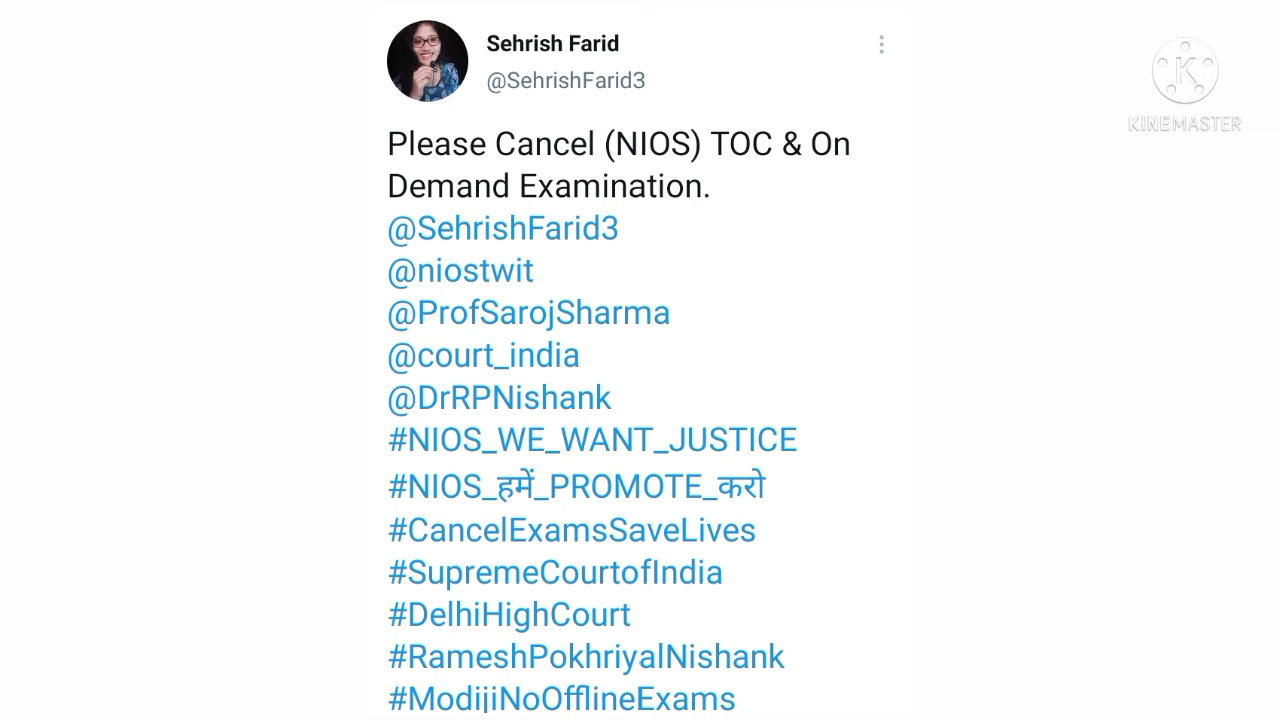 Sehrish Farid
@SehrishFarid3
KINEMASTER
Please Cancel (NIOS) TOC & On
Demand Examination.
@SehrishFarid3
@niostwit
@ProfSarojSharma
@court_india
@DrRPNishank
#NIOS_WE_WANT_JUSTICE
#NIOS_हमें_PROMOTE_करो
#CancelExamsSaveLives
#SupremeCourtofIndia
#DelhiHighCourt
#RameshPokhriyalNishank
#ModijiNoOfflineExams